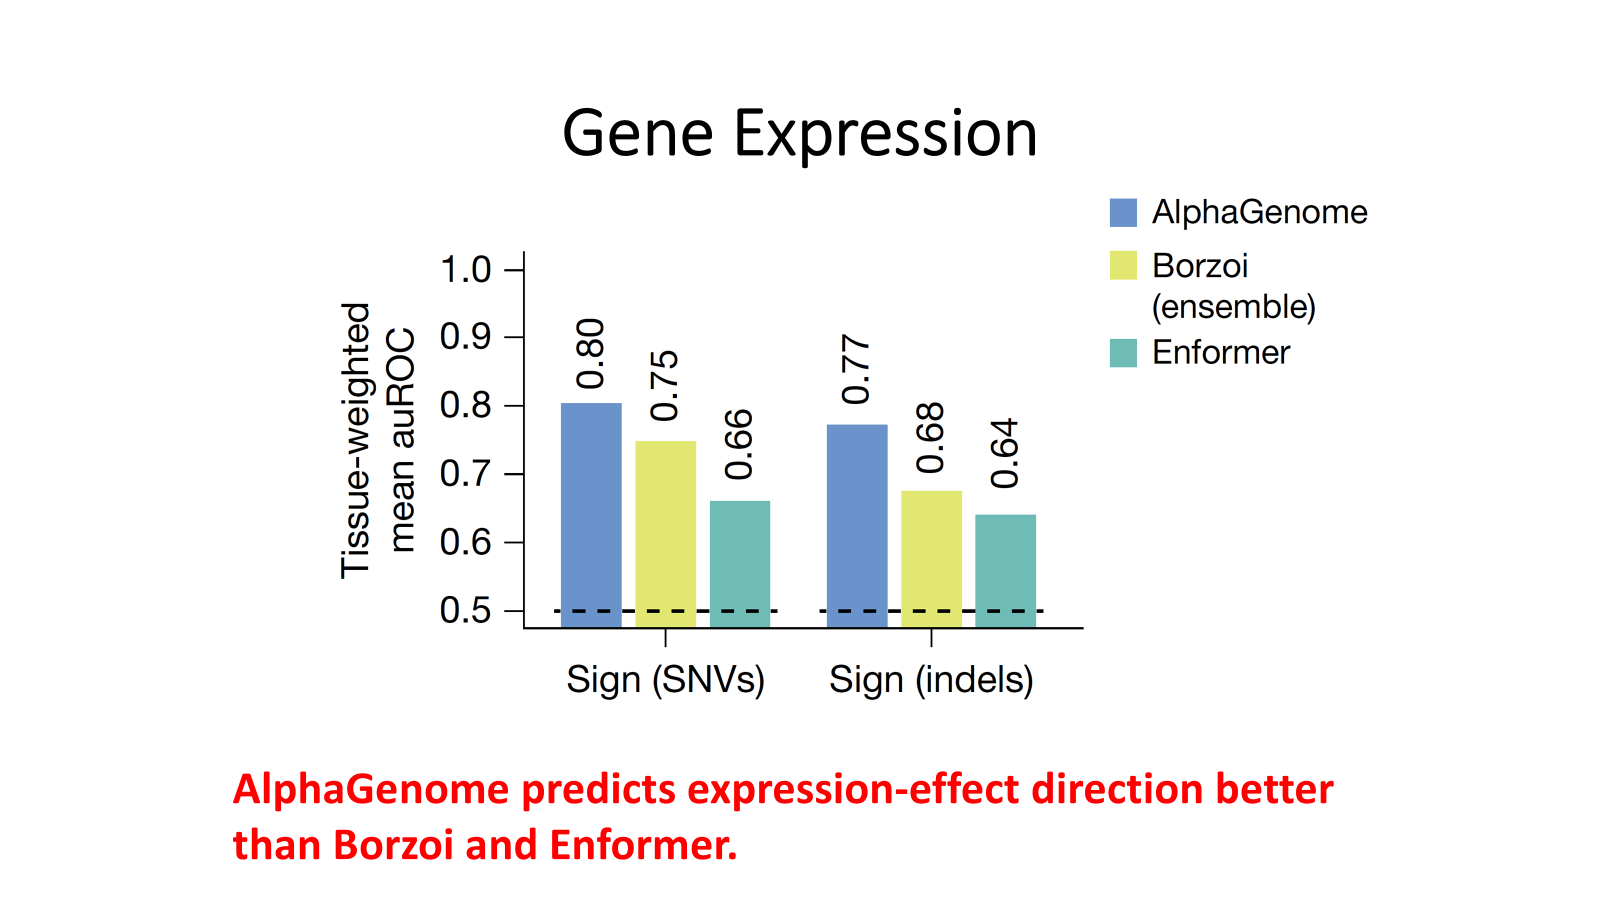 Gene Expression
AlphaGenome
Borzoi
(ensemble)
Enformer
Tissue-weighted
mean auROC
1.0
0.9
0.8
0.7
0.6
0.5
0.80
0.75
0.66
0.77
0.68
0.64
Sign (SNVs)
Sign (indels)
AlphaGenome predicts expression-effect direction better
than Borzoi and Enformer.